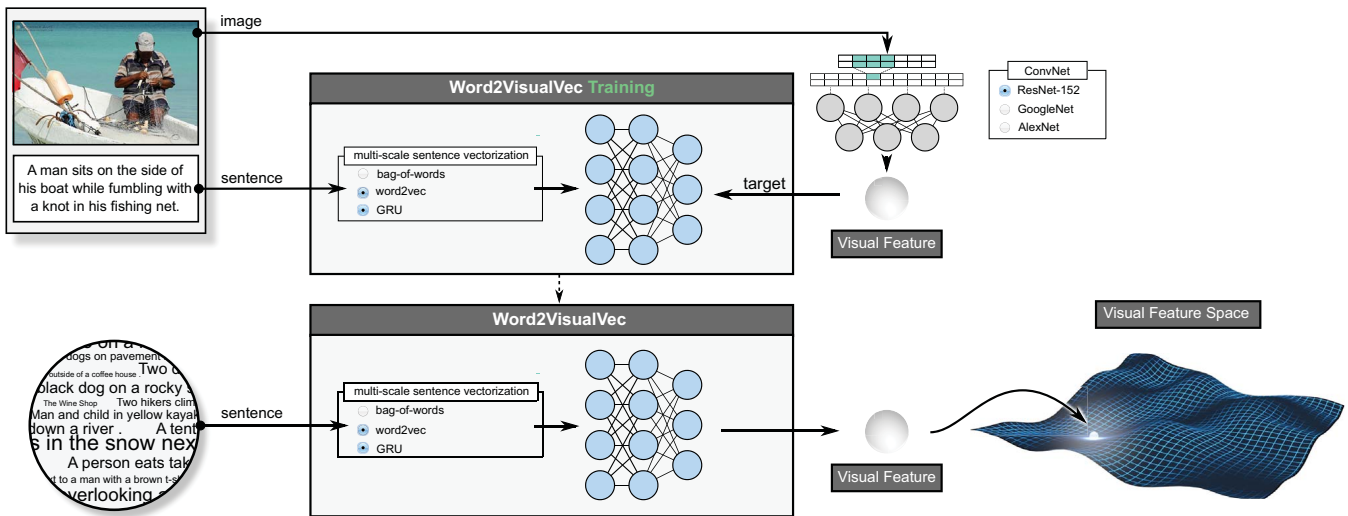 image
A man sits on the side of
his boat while fumbling with
a knot in his fishing net.
sentence
Word2VisualVec Training
multi-scale sentence vectorization
bag-of-words
word2vec
GRU
target
ConvNet
ResNet-152
GoogleNet
AlexNet
Visual Feature
on a
dogs on pavement
outside of a coffee house . Two
black dog on a rocky
The Wine Shop Two hikers clim
Man and child in yellow kayak
down a river . A tent
s in the snow nex
A person eats tak
to a man with a brown t-s
verlooking a
sentence
Word2VisualVec
multi-scale sentence vectorization
bag-of-words
word2vec
GRU
Visual Feature
Visual Feature Space